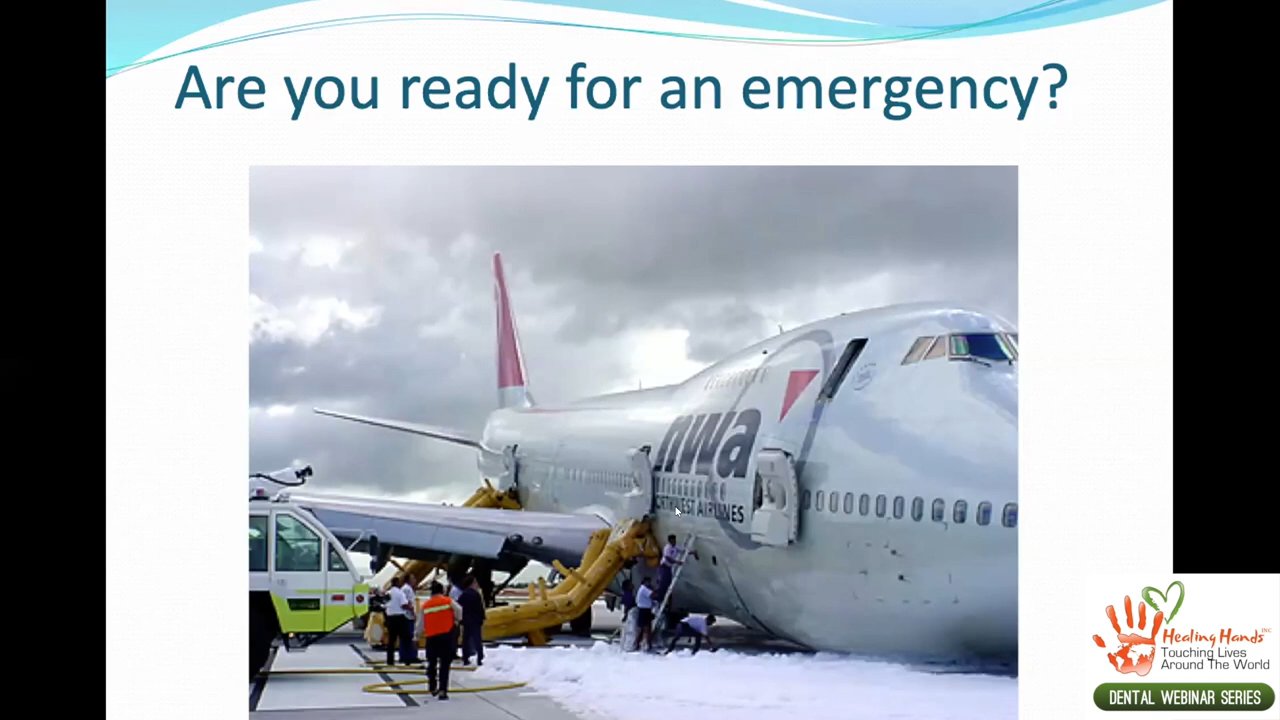 Are you ready for an emergency?
nwa
NORTHWEST AIRLINES
Healing Hands INC
Touching Lives
Around The World
DENTAL WEBINAR SERIES